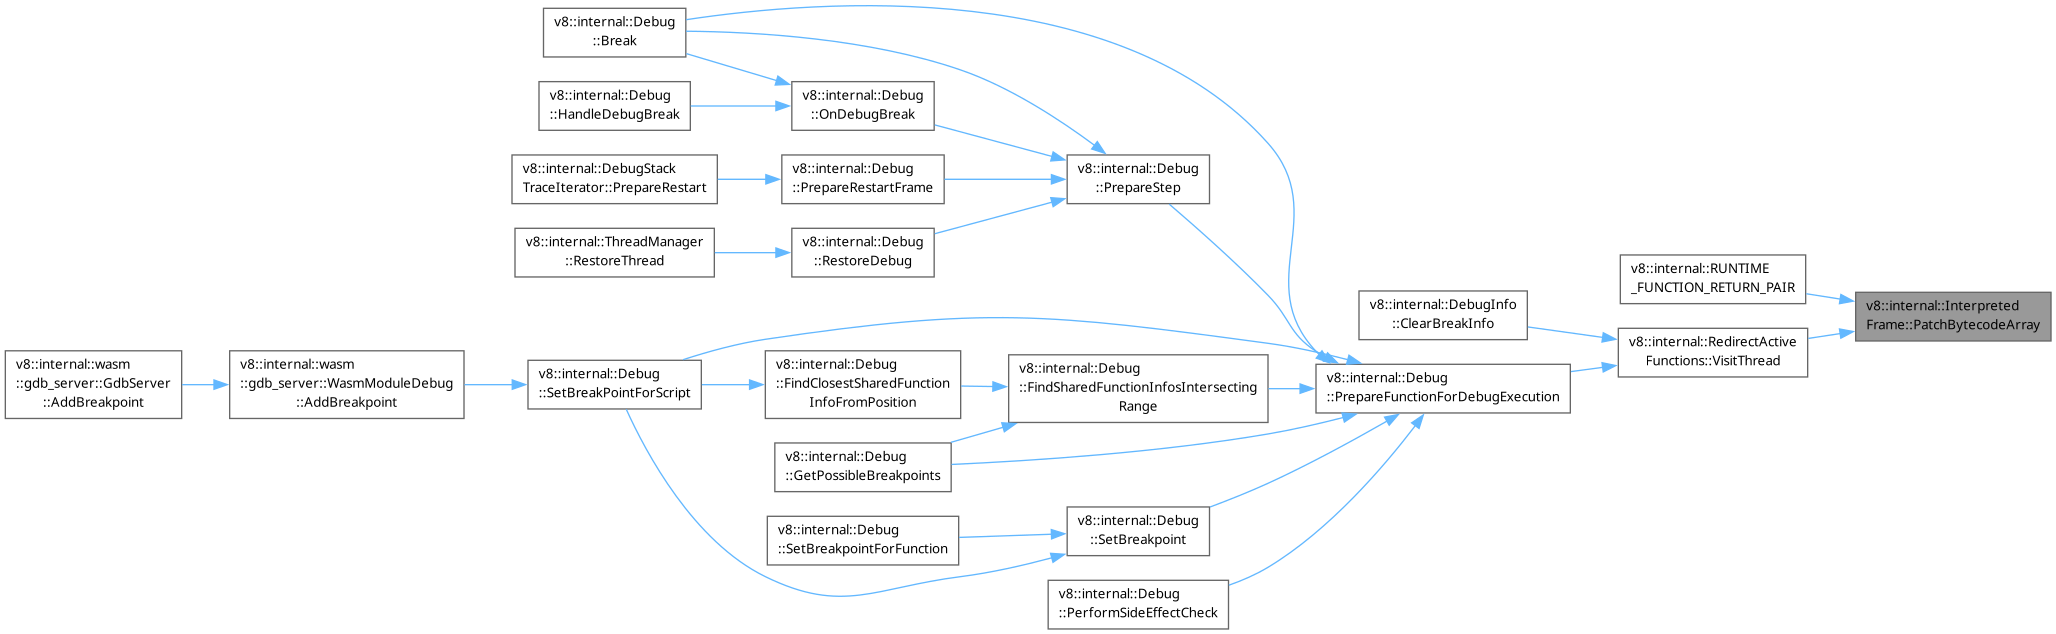 v8::internal::Debug
::Break
v8::internal::Debug
::HandleDebugBreak
v8::internal::Debug
::OnDebugBreak
v8::internal::DebugStack
TraceIterator::PrepareRestart
v8::internal::Debug
::PrepareRestartFrame
v8::internal::Debug
::PrepareStep
v8::internal::ThreadManager
::RestoreThread
v8::internal::Debug
::RestoreDebug
v8::internal::RUNTIME
_FUNCTION_RETURN_PAIR
v8::internal::Interpreted
Frame::PatchBytecodeArray
v8::internal::DebugInfo
::ClearBreakInfo
v8::internal::RedirectActive
Functions::VisitThread
v8::internal::wasm
::gdb_server::GdbServer
::AddBreakpoint
v8::internal::wasm
::gdb_server::WasmModuleDebug
::AddBreakpoint
v8::internal::Debug
::SetBreakPointForScript
v8::internal::Debug
::FindClosestSharedFunction
InfoFromPosition
v8::internal::Debug
::FindSharedFunctionInfosIntersecting
Range
v8::internal::Debug
::PrepareFunctionForDebugExecution
v8::internal::Debug
::GetPossibleBreakpoints
v8::internal::Debug
::SetBreakpointForFunction
v8::internal::Debug
::SetBreakpoint
v8::internal::Debug
::PerformSideEffectCheck